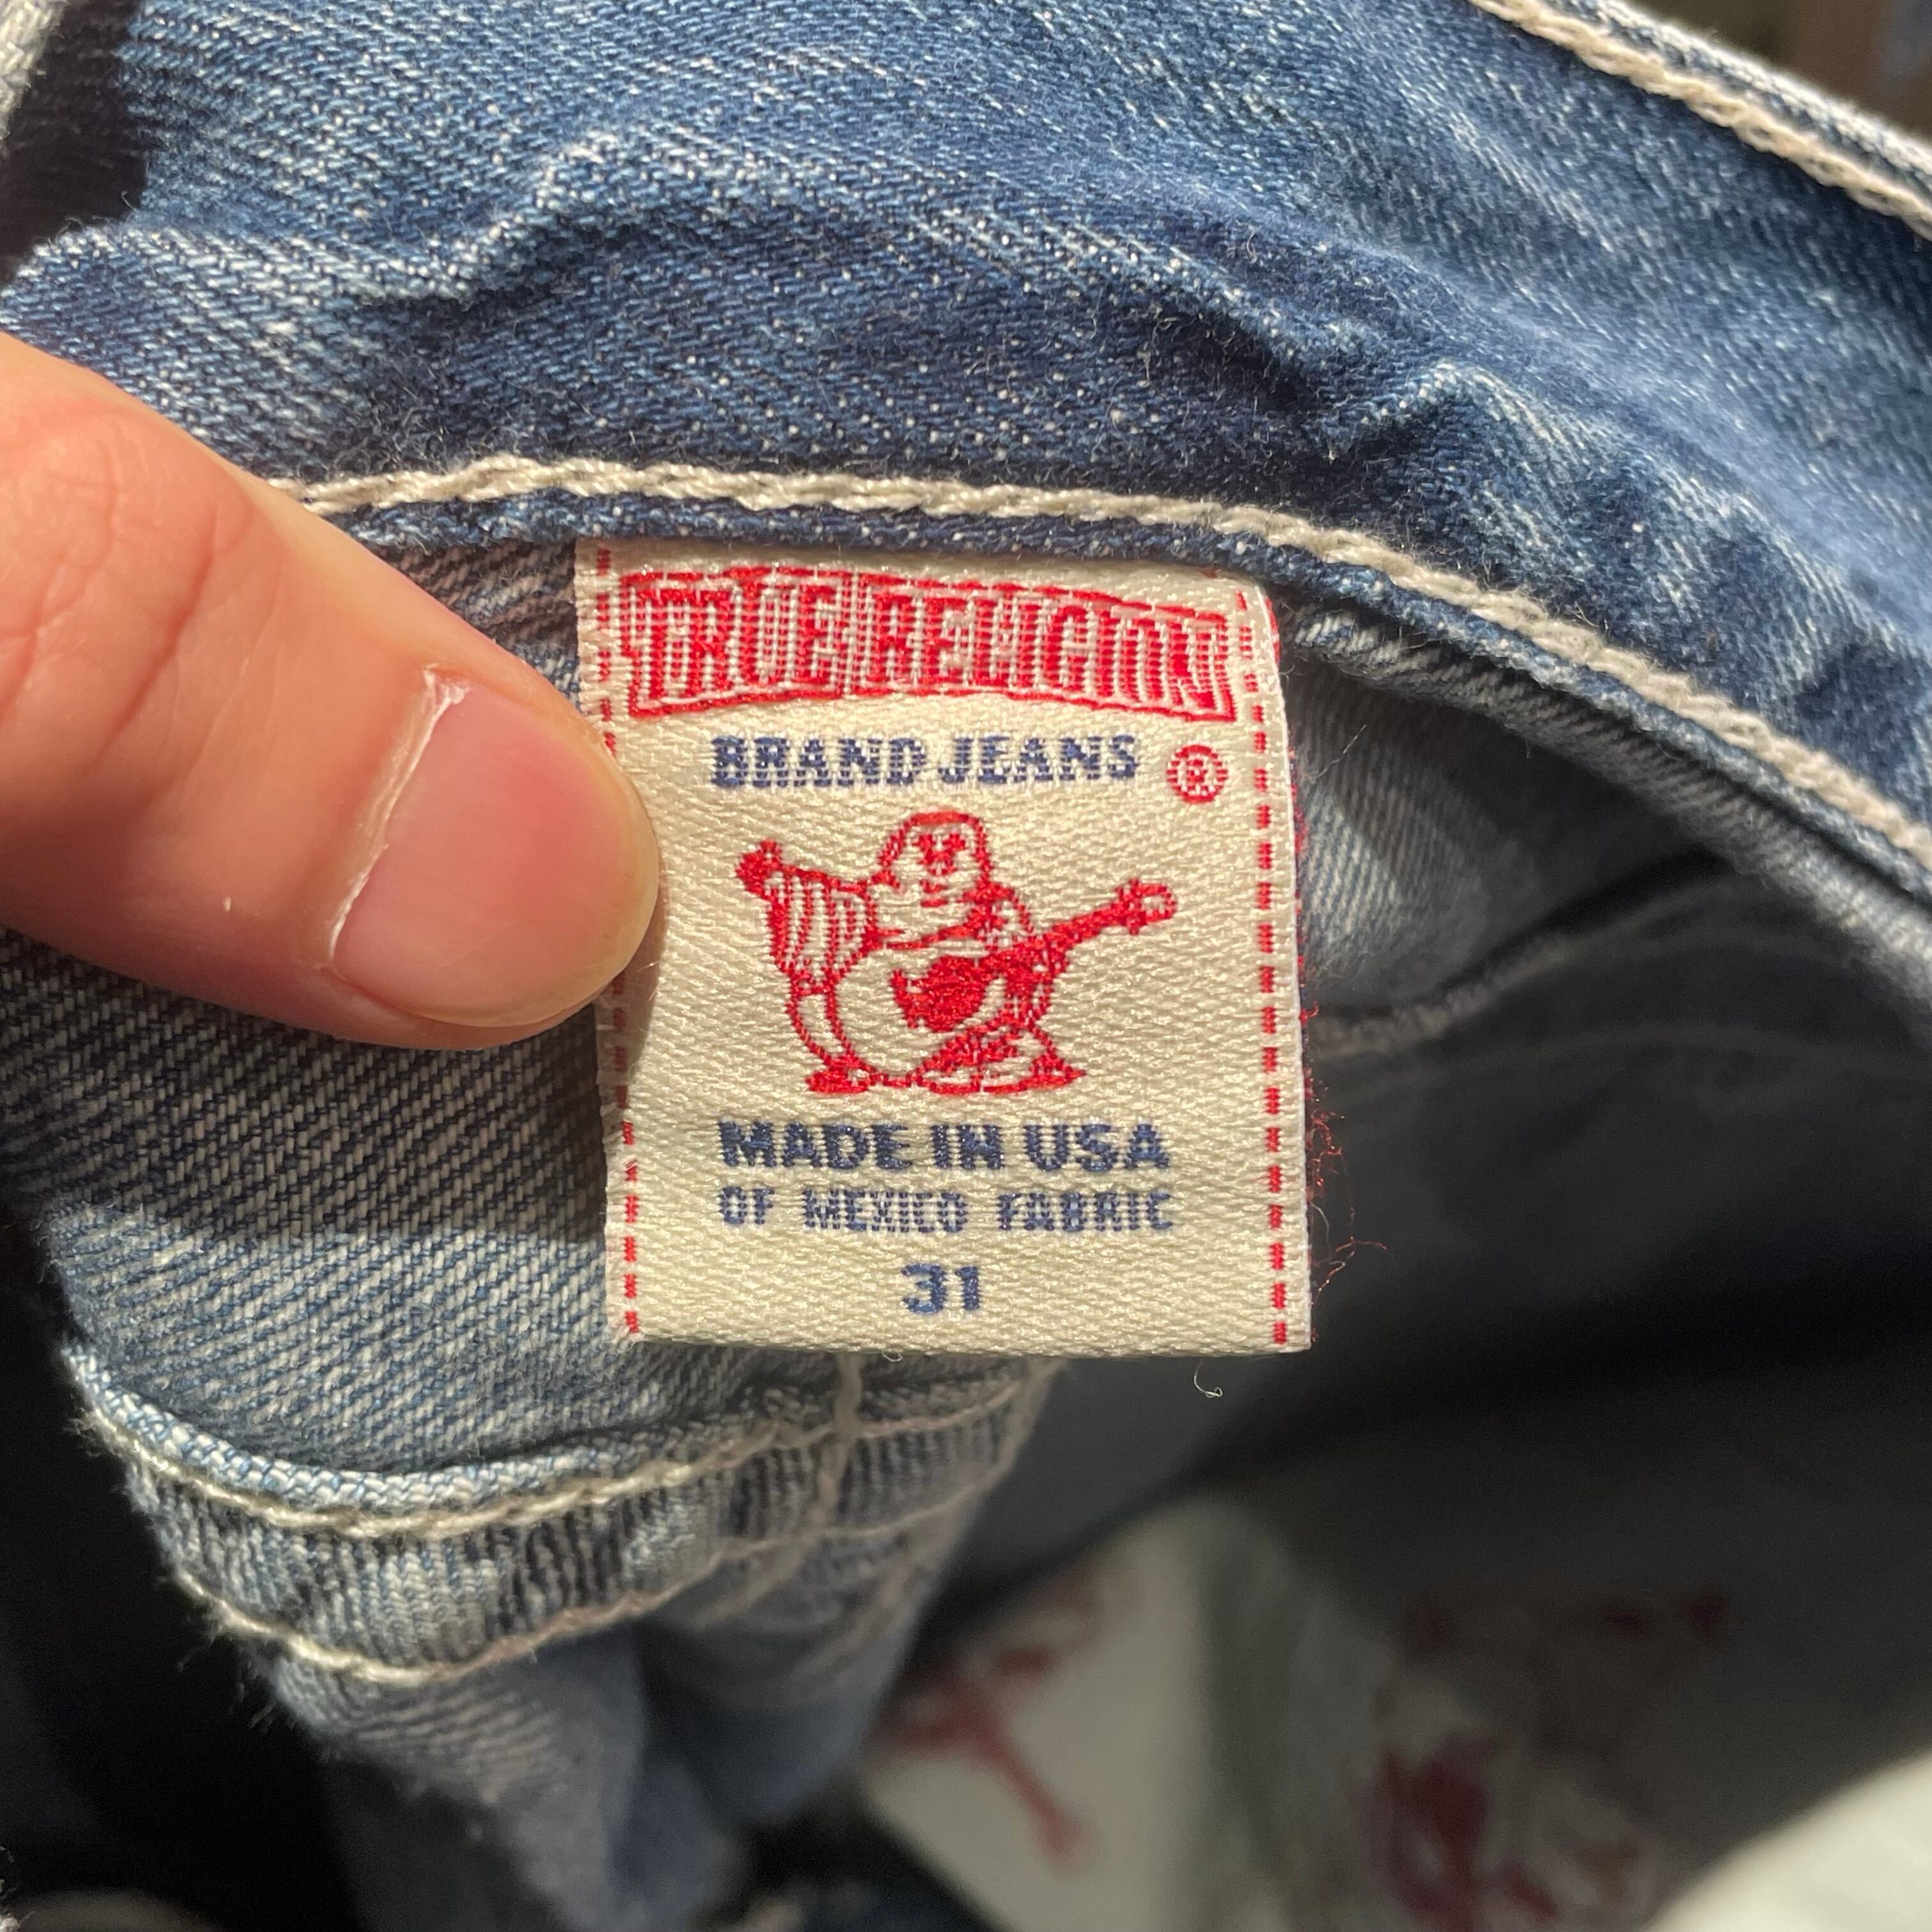 TRUE RELIGION
BRAND JEANS ®
MADE IN USA
OF MEXICO FABRIC
31